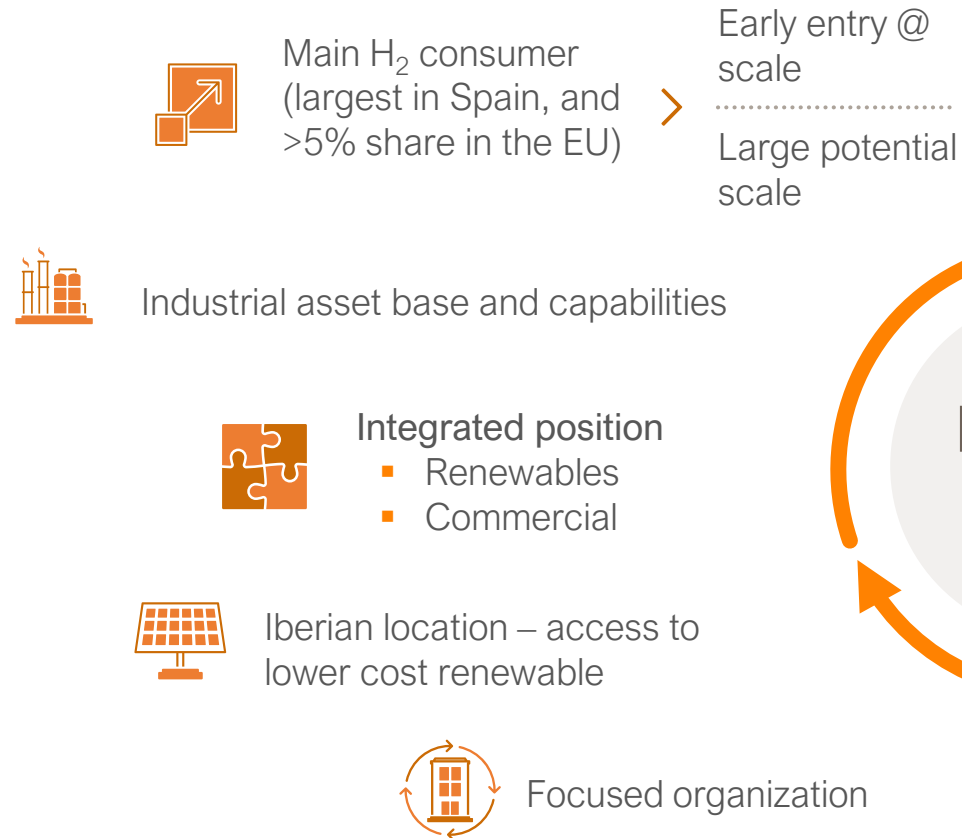 Main H₂ consumer
(largest in Spain, and
>5% share in the EU)
Early entry @
scale
Large potential
scale
Industrial asset base and capabilities
Integrated position
▪ Renewables
▪ Commercial
Iberian location – access to
lower cost renewable
Focused organization